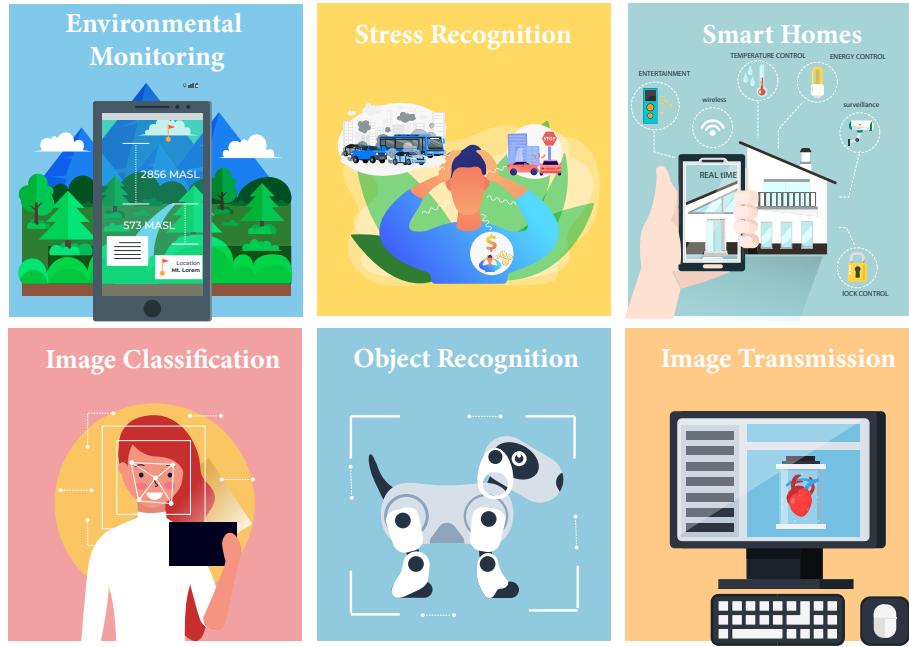 Environmental
Monitoring
2856 MASL
573 MASL
Location
Mt. Lorem
Stress Recognition
STOP
$
Smart Homes
TEMPERATURE CONTROL
ENERGY CONTROL
ENTERTAINMENT
wireless
surveillance
REAL tIME
lOCK CONTROL
Image Classification
Object Recognition
Image Transmission